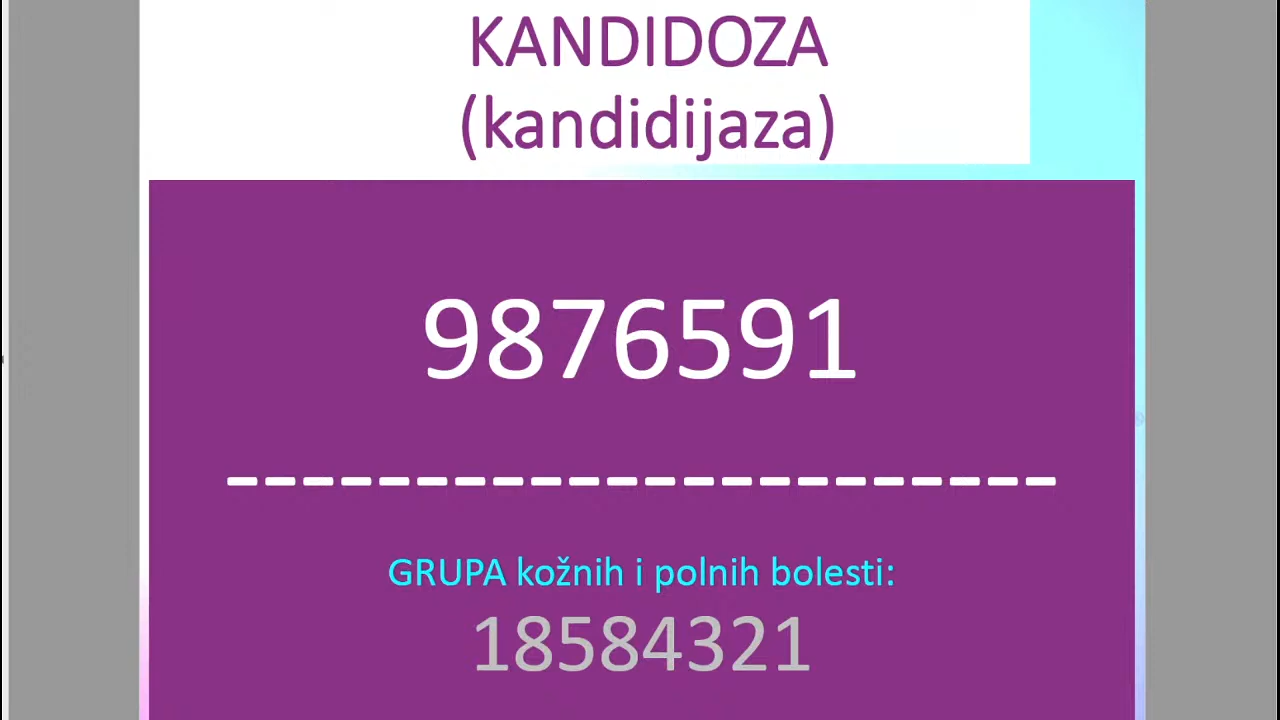 KANDIDOZA
(kandidijaza)
9876591
----------------------
GRUPA kožnih i polnih bolesti:
18584321